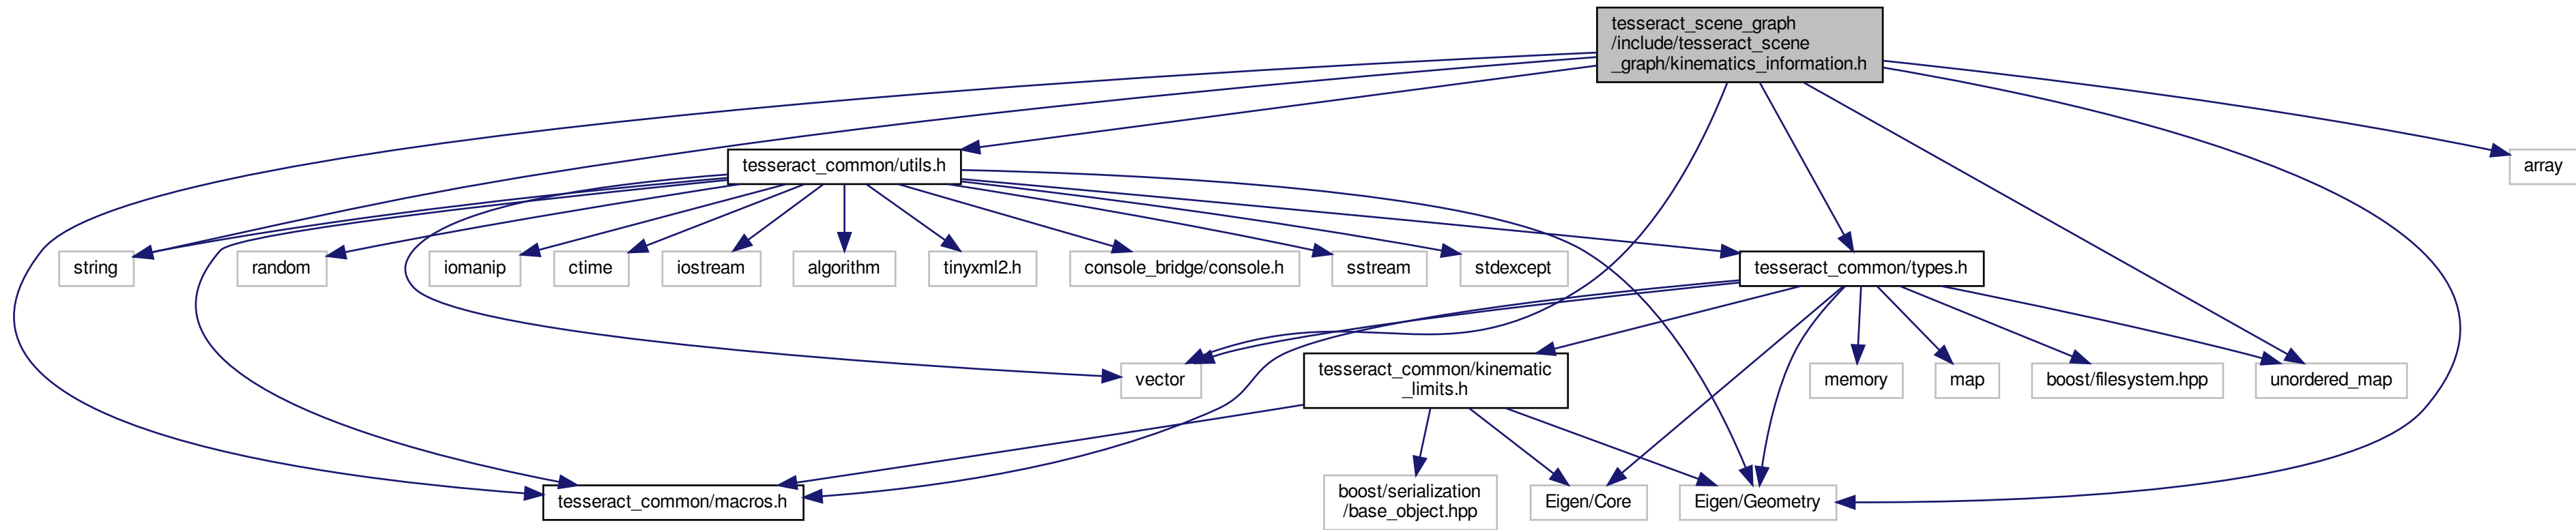 tesseract_scene_graph
/include/tesseract_scene
_graph/kinematics_information.h
tesseract_common/utils.h
array
string
random
iomanip
ctime
iostream
algorithm
tinyxml2.h
console_bridge/console.h
sstream
stdexcept
tesseract_common/types.h
vector
tesseract_common/kinematic
_limits.h
memory
map
boost/filesystem.hpp
unordered_map
tesseract_common/macros.h
boost/serialization
/base_object.hpp
Eigen/Core
Eigen/Geometry